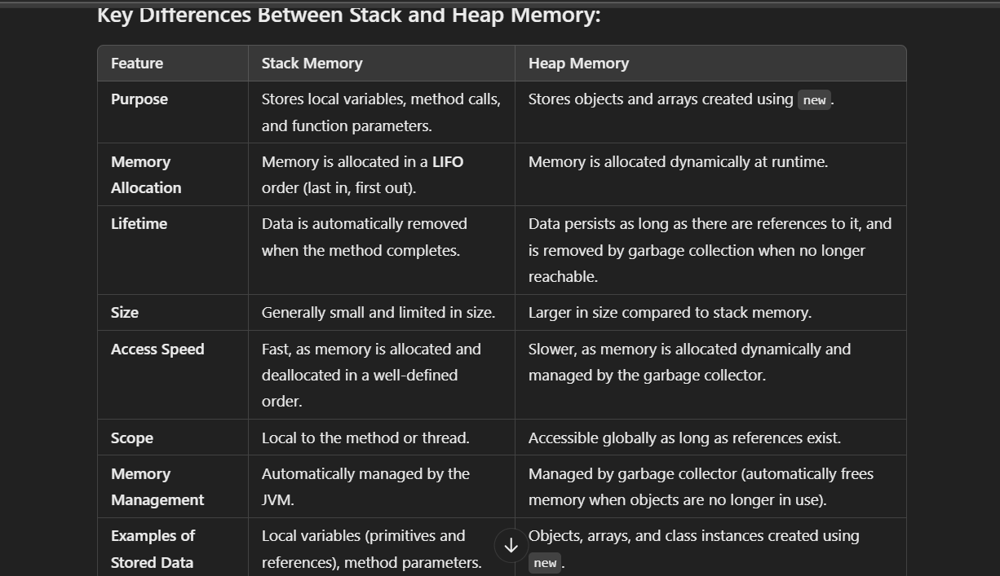 Key Differences Between Stack and Heap Memory:
Feature
Stack Memory
Heap Memory
Purpose
Stores local variables, method calls,
and function parameters.
Stores objects and arrays created using new.
Memory
Allocation
Memory is allocated in a LIFO
order (last in, first out).
Memory is allocated dynamically at runtime.
Lifetime
Data is automatically removed
when the method completes.
Data persists as long as there are references to it, and
is removed by garbage collection when no longer
reachable.
Size
Generally small and limited in size.
Larger in size compared to stack memory.
Access Speed
Fast, as memory is allocated and
deallocated in a well-defined
order.
Slower, as memory is allocated dynamically and
managed by the garbage collector.
Scope
Local to the method or thread.
Accessible globally as long as references exist.
Memory
Management
Automatically managed by the
JVM.
Managed by garbage collector (automatically frees
memory when objects are no longer in use).
Examples of
Stored Data
Local variables (primitives and
references), method parameters.
Objects, arrays, and class instances created using
new.